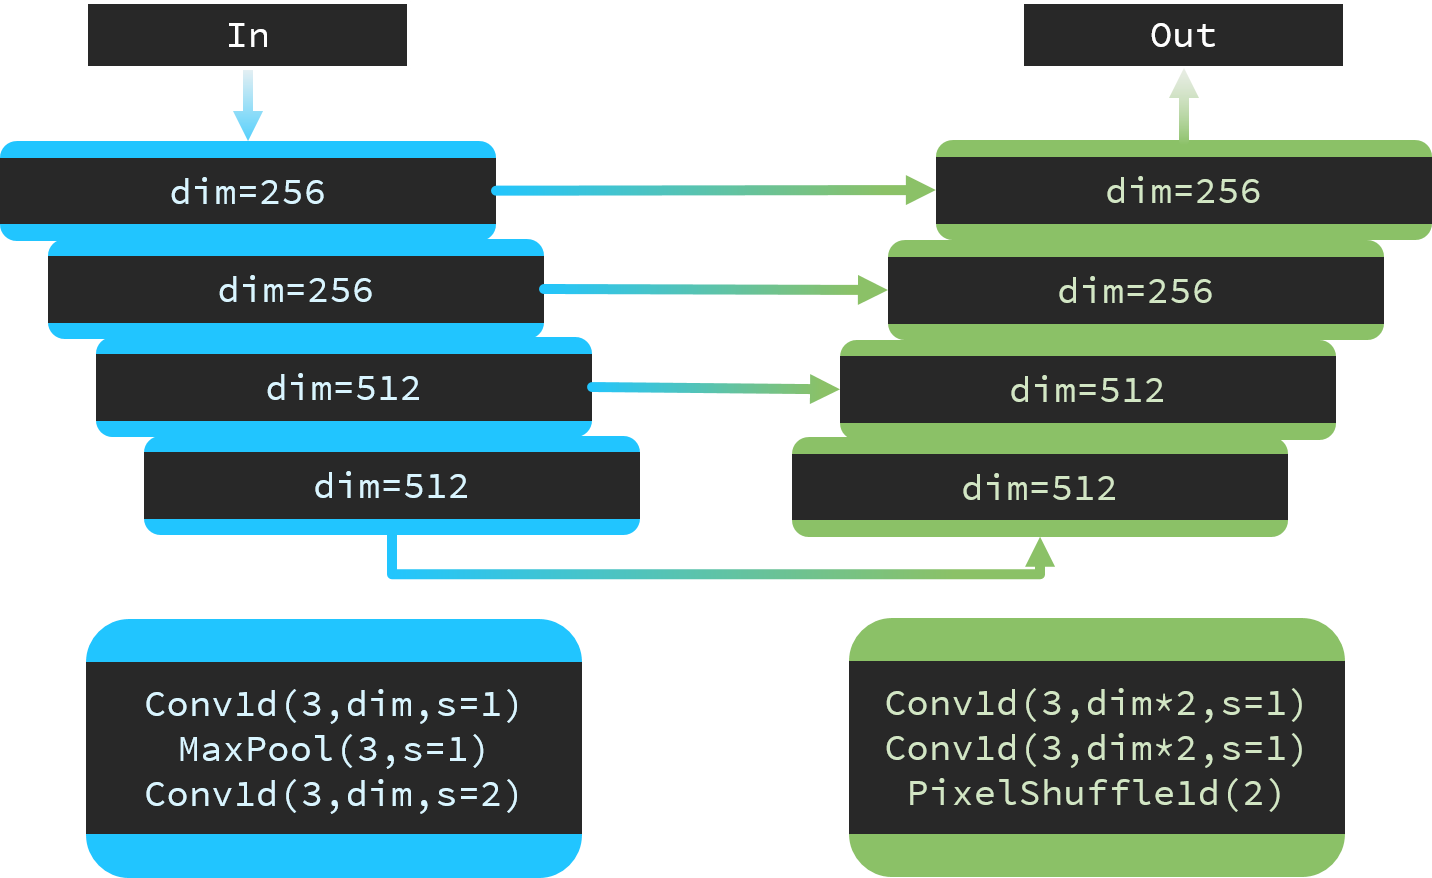 In
Out
dim=256
dim=256
dim=256
dim=256
dim=512
dim=512
dim=512
dim=512
Conv1d(3,dim,s=1)
MaxPool(3,s=1)
Conv1d(3,dim,s=2)
Conv1d(3,dim*2,s=1)
Conv1d(3,dim*2,s=1)
PixelShuffle1d(2)